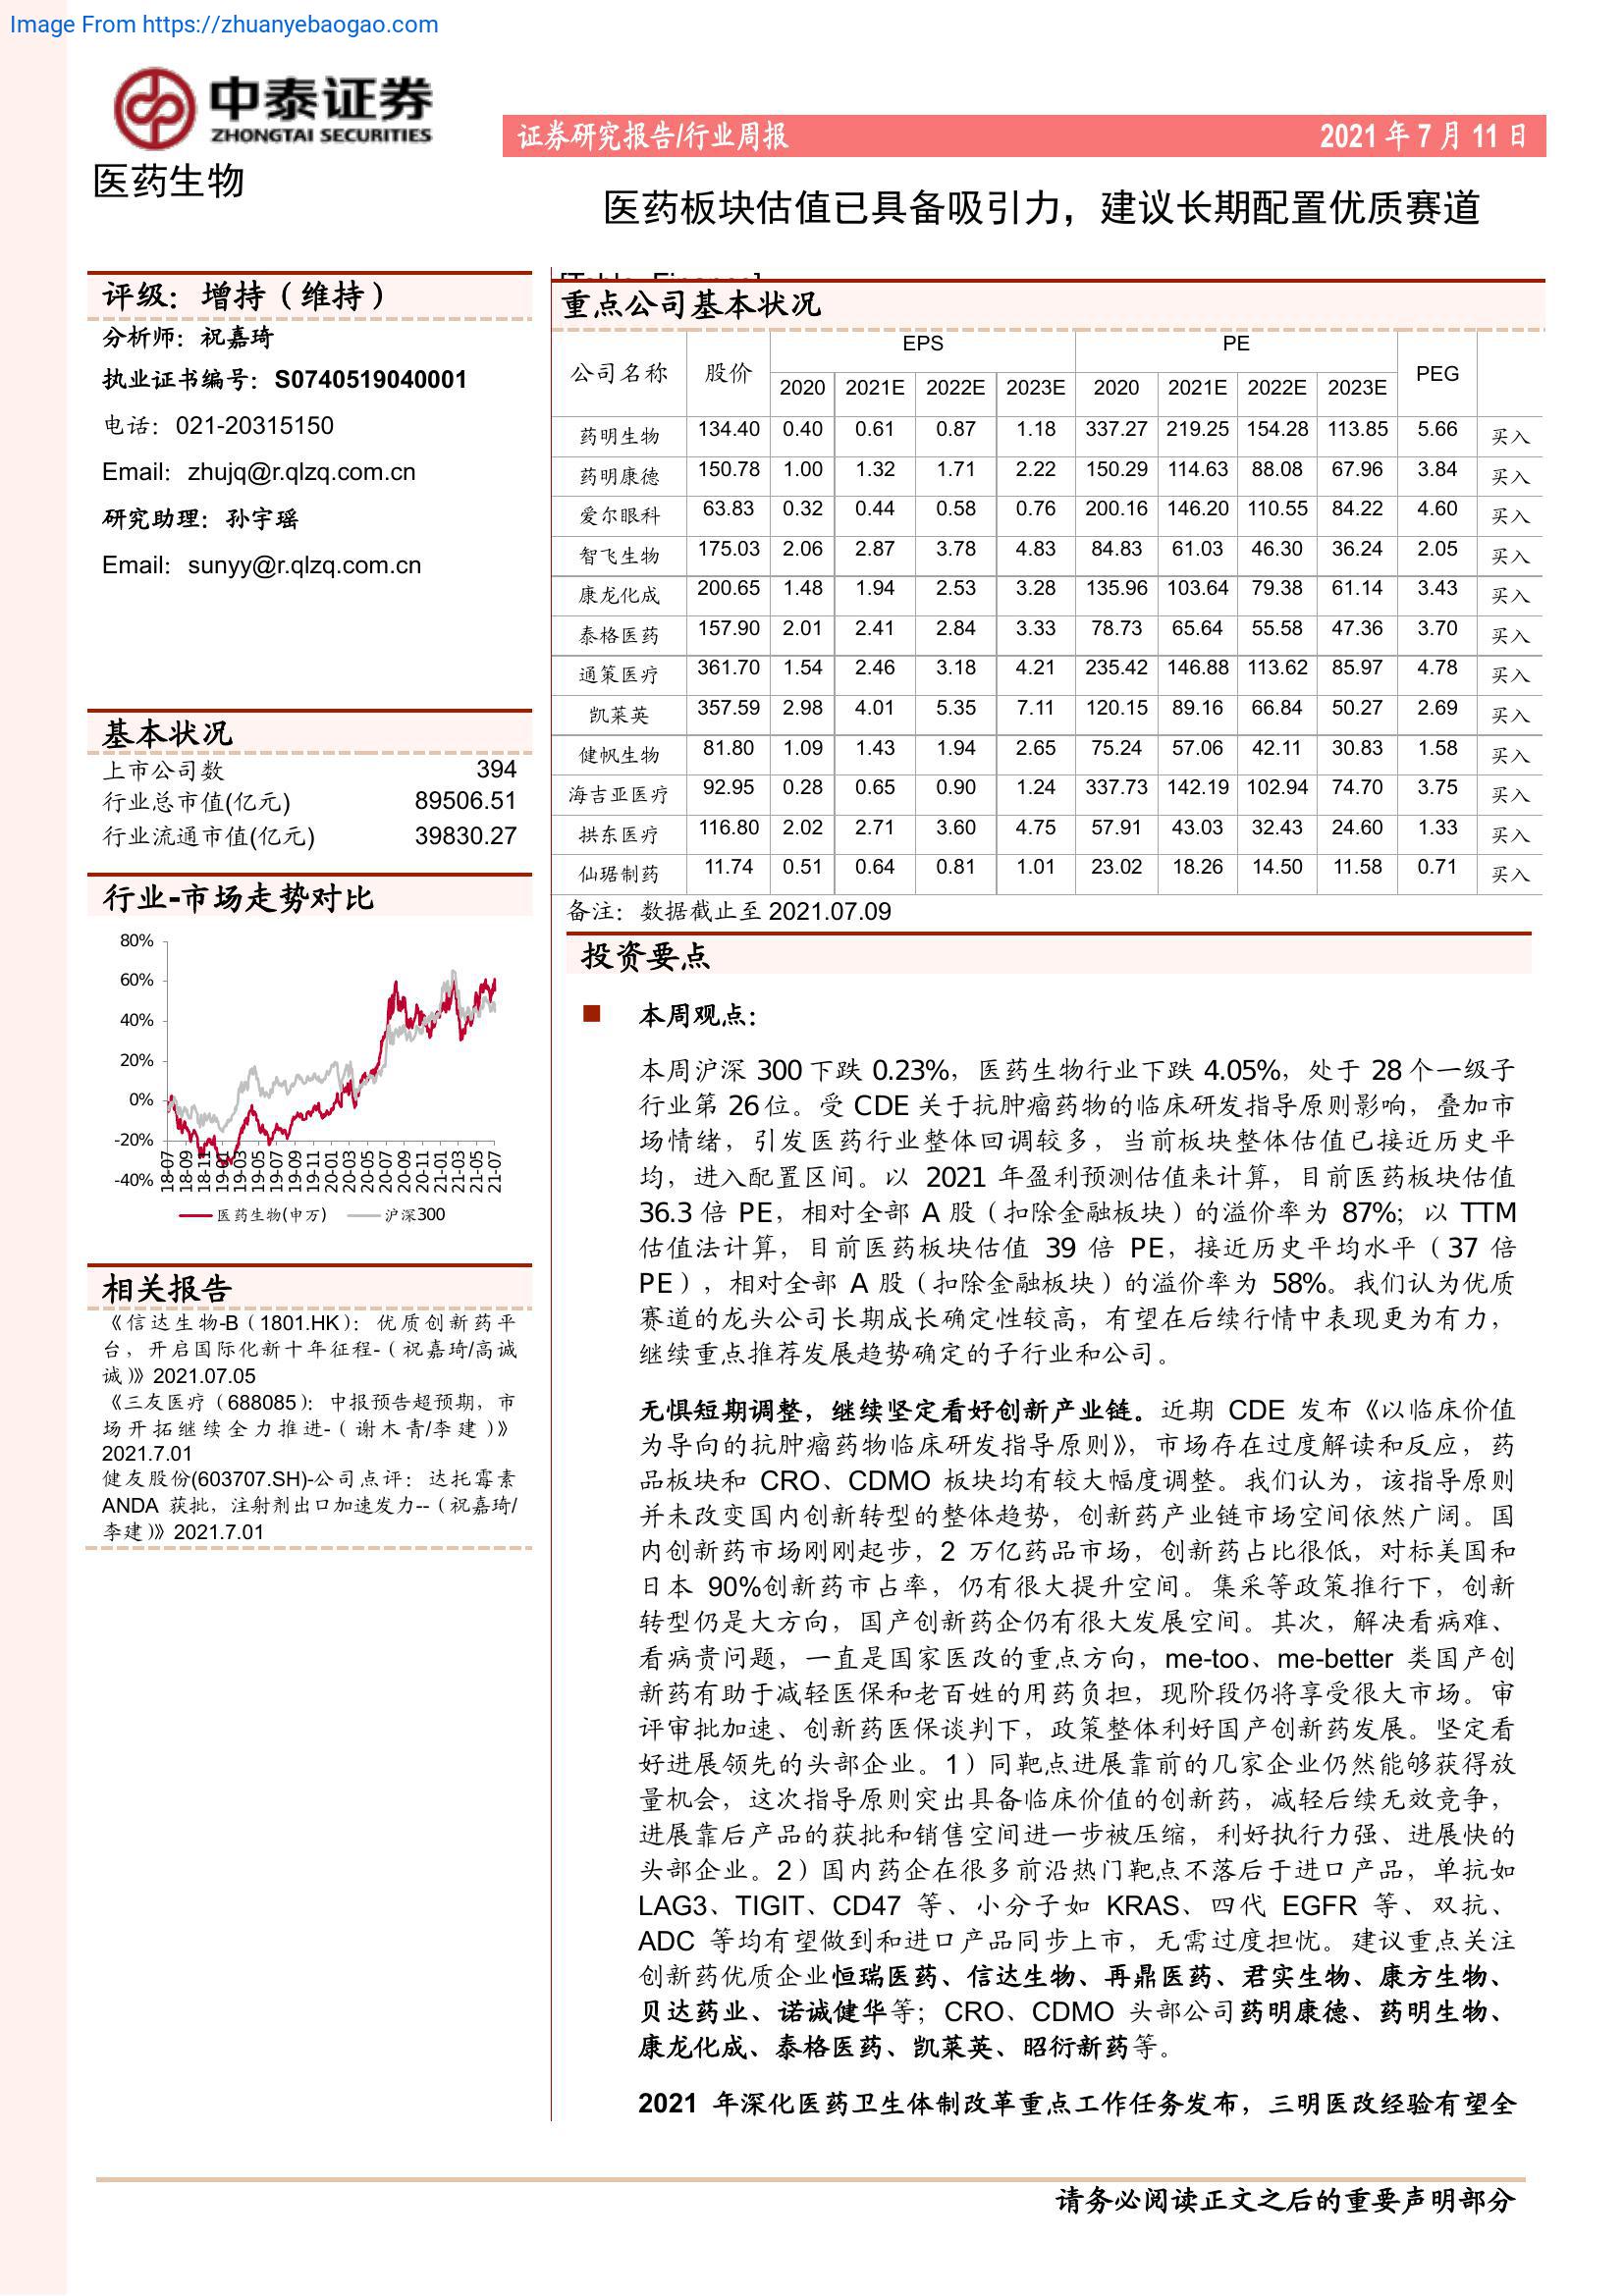 Image From https://zhuanyebaogao.com
中泰证券
ZHONGTAI SECURITIES
证券研究报告/行业周报 2021 年 7 月 11 日
医药生物
医药板块估值已具备吸引力，建议长期配置优质赛道
评级：增持（维持）
分析师：祝嘉琦
执业证书编号：S0740519040001
电话：021-20315150
Email：zhujq@r.qlzq.com.cn
研究助理：孙宇瑶
Email：sunyy@r.qlzq.com.cn
基本状况
上市公司数 394
行业总市值(亿元) 89506.51
行业流通市值(亿元) 39830.27
行业-市场走势对比
80%
60%
40%
20%
0%
-20%
-40%
18-07 18-09 18-11 19-01 19-03 19-05 19-07 19-09 19-11 20-01 20-03 20-05 20-07 20-09 20-11 21-01 21-03 21-05 21-07
医药生物(申万) 沪深300
相关报告
《信达生物-B（1801.HK）：优质创新药平
台，开启国际化新十年征程-（祝嘉琦/高诚
诚）》2021.07.05
《三友医疗（688085）：中报预告超预期，市
场开拓继续全力推进-（谢木青/李建）》
2021.7.01
健友股份(603707.SH)-公司点评：达托霉素
ANDA 获批，注射剂出口加速发力--（祝嘉琦/
李建）》2021.7.01
[Table_Finance]
重点公司基本状况
公司名称 股价 EPS PE PEG
2020 2021E 2022E 2023E 2020 2021E 2022E 2023E
药明生物 134.40 0.40 0.61 0.87 1.18 337.27 219.25 154.28 113.85 5.66 买入
药明康德 150.78 1.00 1.32 1.71 2.22 150.29 114.63 88.08 67.96 3.84 买入
爱尔眼科 63.83 0.32 0.44 0.58 0.76 200.16 146.20 110.55 84.22 4.60 买入
智飞生物 175.03 2.06 2.87 3.78 4.83 84.83 61.03 46.30 36.24 2.05 买入
康龙化成 200.65 1.48 1.94 2.53 3.28 135.96 103.64 79.38 61.14 3.43 买入
泰格医药 157.90 2.01 2.41 2.84 3.33 78.73 65.64 55.58 47.36 3.70 买入
通策医疗 361.70 1.54 2.46 3.18 4.21 235.42 146.88 113.62 85.97 4.78 买入
凯莱英 357.59 2.98 4.01 5.35 7.11 120.15 89.16 66.84 50.27 2.69 买入
健帆生物 81.80 1.09 1.43 1.94 2.65 75.24 57.06 42.11 30.83 1.58 买入
海吉亚医疗 92.95 0.28 0.65 0.90 1.24 337.73 142.19 102.94 74.70 3.75 买入
拱东医疗 116.80 2.02 2.71 3.60 4.75 57.91 43.03 32.43 24.60 1.33 买入
仙琚制药 11.74 0.51 0.64 0.81 1.01 23.02 18.26 14.50 11.58 0.71 买入
备注：数据截止至 2021.07.09
投资要点
■ 本周观点：
本周沪深 300 下跌 0.23%，医药生物行业下跌 4.05%，处于 28 个一级子
行业第 26 位。受 CDE 关于抗肿瘤药物的临床研发指导原则影响，叠加市
场情绪，引发医药行业整体回调较多，当前板块整体估值已接近历史平
均，进入配置区间。以 2021 年盈利预测估值来计算，目前医药板块估值
36.3 倍 PE，相对全部 A 股（扣除金融板块）的溢价率为 87%；以 TTM
估值法计算，目前医药板块估值 39 倍 PE，接近历史平均水平（37 倍
PE），相对全部 A 股（扣除金融板块）的溢价率为 58%。我们认为优质
赛道的龙头公司长期成长确定性较高，有望在后续行情中表现更为有力，
继续重点推荐发展趋势确定的子行业和公司。
无惧短期调整，继续坚定看好创新产业链。近期 CDE 发布《以临床价值
为导向的抗肿瘤药物临床研发指导原则》，市场存在过度解读和反应，药
品板块和 CRO、CDMO 板块均有较大幅度调整。我们认为，该指导原则
并未改变国内创新转型的整体趋势，创新药产业链市场空间依然广阔。国
内创新药市场刚刚起步，2 万亿药品市场，创新药占比很低，对标美国和
日本 90%创新药市占率，仍有很大提升空间。集采等政策推行下，创新
转型仍是大方向，国产创新药企仍有很大发展空间。其次，解决看病难、
看病贵问题，一直是国家医改的重点方向，me-too、me-better 类国产创
新药有助于减轻医保和老百姓的用药负担，现阶段仍将享受很大市场。审
评审批加速、创新药医保谈判下，政策整体利好国产创新药发展。坚定看
好进展领先的头部企业。1）同靶点进展靠前的几家企业仍然能够获得放
量机会，这次指导原则突出具备临床价值的创新药，减轻后续无效竞争，
进展靠后产品的获批和销售空间进一步被压缩，利好执行力强、进展快的
头部企业。2）国内药企在很多前沿热门靶点不落后于进口产品，单抗如
LAG3、TIGIT、CD47 等、小分子如 KRAS、四代 EGFR 等、双抗、
ADC 等均有望做到和进口产品同步上市，无需过度担忧。建议重点关注
创新药优质企业恒瑞医药、信达生物、再鼎医药、君实生物、康方生物、
贝达药业、诺诚健华等；CRO、CDMO 头部公司药明康德、药明生物、
康龙化成、泰格医药、凯莱英、昭衍新药等。
2021 年深化医药卫生体制改革重点工作任务发布，三明医改经验有望全
请务必阅读正文之后的重要声明部分